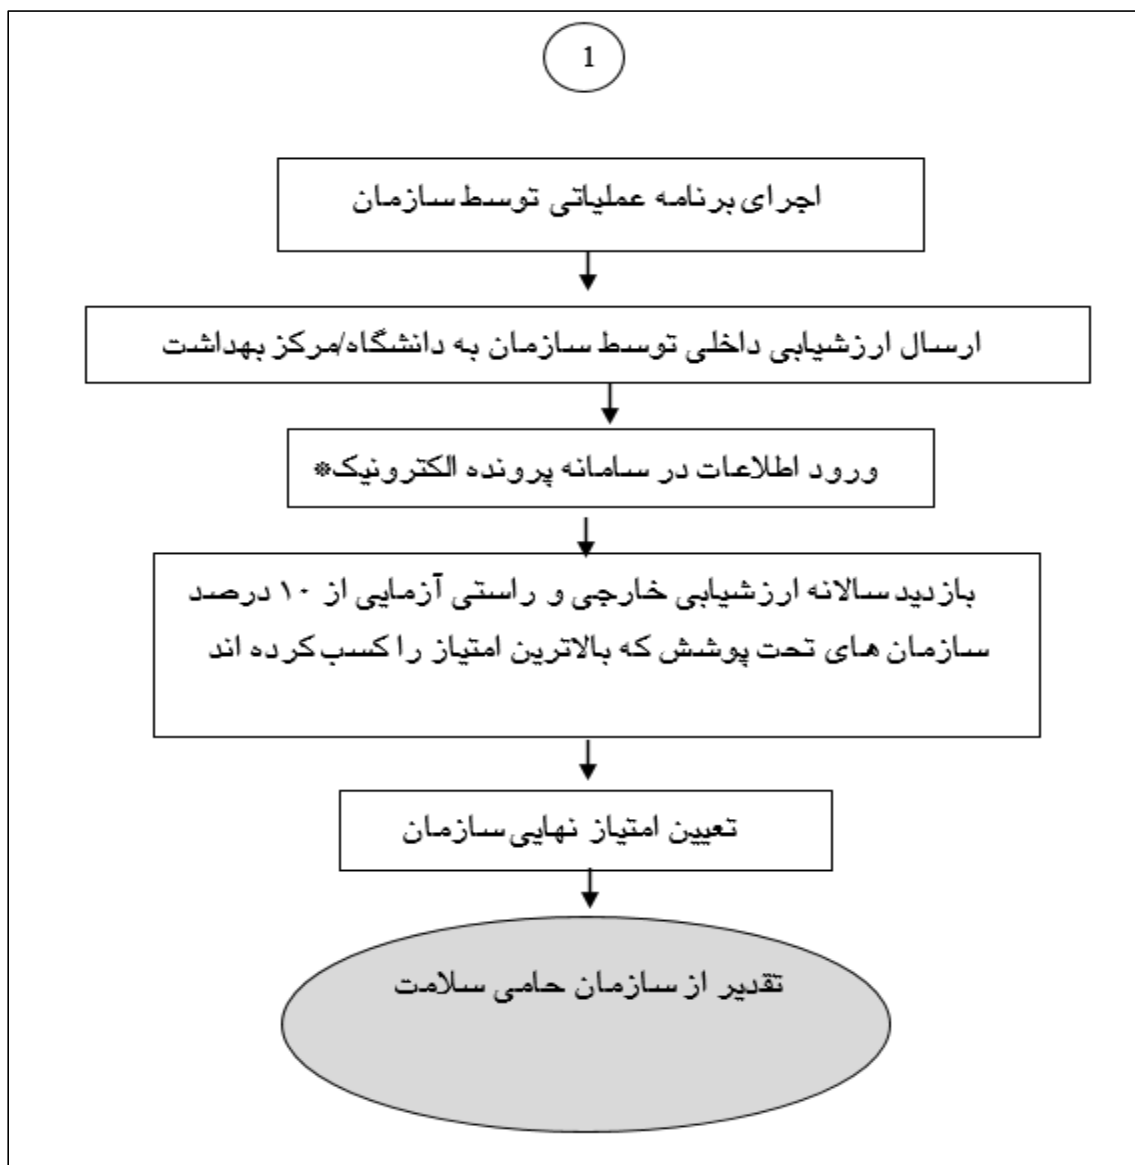 1
اجرای برنامه عملیاتی توسط سازمان
ارسال ارزشیابی داخلی توسط سازمان به دانشگاه/مرکز بهداشت
ورود اطلاعات در سامانه پرونده الکترونیک*
بازدید سالانه ارزشیابی خارجی و راستی آزمایی از ۱۰ درصد
سازمان های تحت پوشش که بالاترین امتیاز را کسب کرده اند
تعیین امتیاز نهایی سازمان
تقدیر از سازمان حامی سلامت